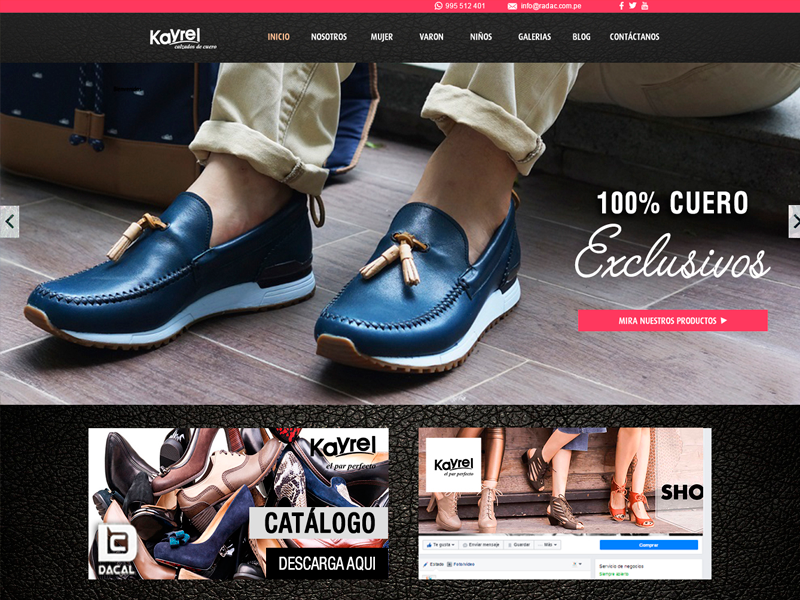 995 512 401 info@radac.com.pe
Kayrel
calzados de cuero
INICIO NOSOTROS MUJER VARON NIÑOS GALERIAS BLOG CONTÁCTANOS
100% CUERO
Exclusivos
MIRA NUESTROS PRODUCTOS
Kayrel
el par perfecto
CATÁLOGO
DESCARGA AQUI
DACAL
Kayrel
el par perfecto
SHO
Te gusta Enviar mensaje Guardar Más
Comprar
Estado Foto/video
Servicio de negocios
Siempre abierto